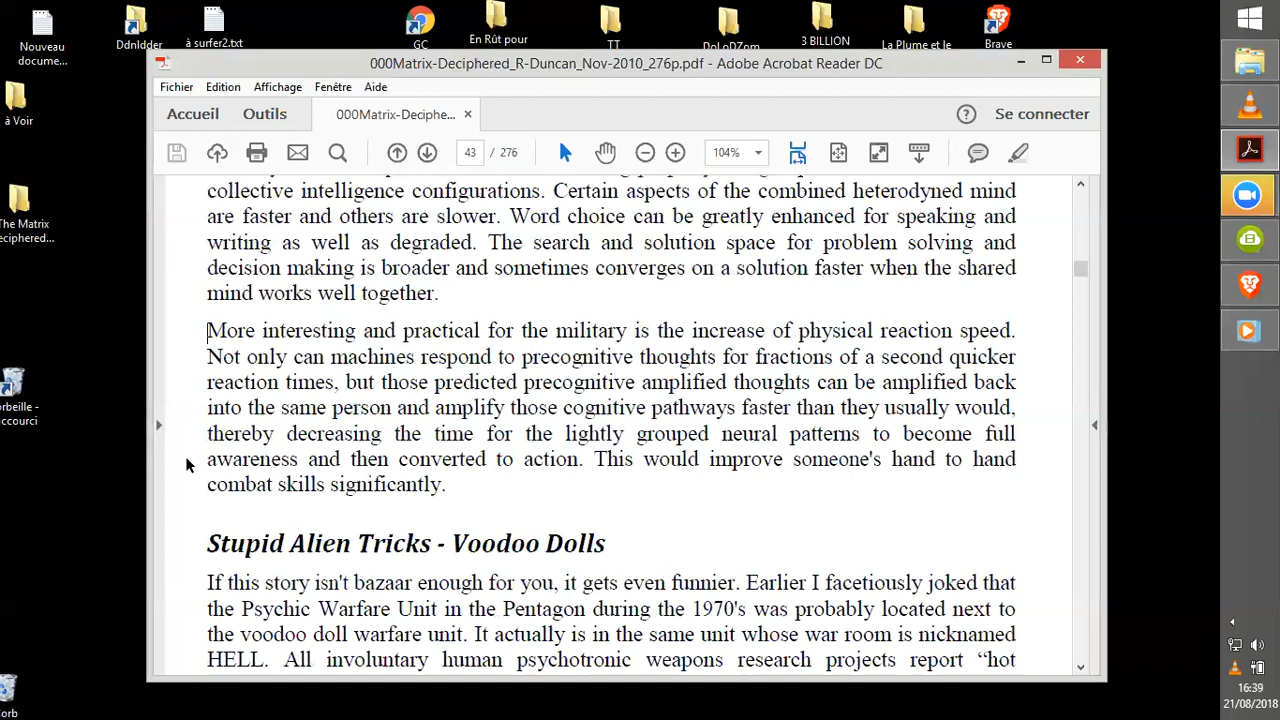 Nouveau
docume...
DdnIdder
à surfer2.txt
GC
En Rût pour
TT
DoLoDZom
3 BILLION
La Plume et le
Brave
à Voir
The Matrix
Deciphered...
orbeille -
accourci
Corb
000Matrix-Deciphered_R-Duncan_Nov-2010_276p.pdf - Adobe Acrobat Reader DC
Fichier Edition Affichage Fenêtre Aide
Accueil Outils 000Matrix-Deciphe... × ? Se connecter
43 / 276 104%
collective intelligence configurations. Certain aspects of the combined heterodyned mind
are faster and others are slower. Word choice can be greatly enhanced for speaking and
writing as well as degraded. The search and solution space for problem solving and
decision making is broader and sometimes converges on a solution faster when the shared
mind works well together.
More interesting and practical for the military is the increase of physical reaction speed.
Not only can machines respond to precognitive thoughts for fractions of a second quicker
reaction times, but those predicted precognitive amplified thoughts can be amplified back
into the same person and amplify those cognitive pathways faster than they usually would,
thereby decreasing the time for the lightly grouped neural patterns to become full
awareness and then converted to action. This would improve someone's hand to hand
combat skills significantly.
Stupid Alien Tricks - Voodoo Dolls
If this story isn't bazaar enough for you, it gets even funnier. Earlier I facetiously joked that
the Psychic Warfare Unit in the Pentagon during the 1970's was probably located next to
the voodoo doll warfare unit. It actually is in the same unit whose war room is nicknamed
HELL. All involuntary human psychotronic weapons research projects report “hot
16:39
21/08/2018